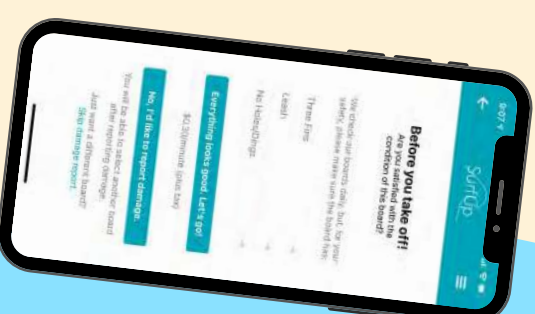 9:07
SurfUp
Before you take off!
Are you satisfied with the
condition of this board?
We check our boards daily, but, for your
safety, please make sure the board has:
Three Fins
Leash
No Holes/Dings
Everything looks good. Let's go!
$0.30/minute (plus tax)
No, I'd like to report damage.
You will be able to select another board
after reporting damage.
Just want a different board?
Skip damage report.